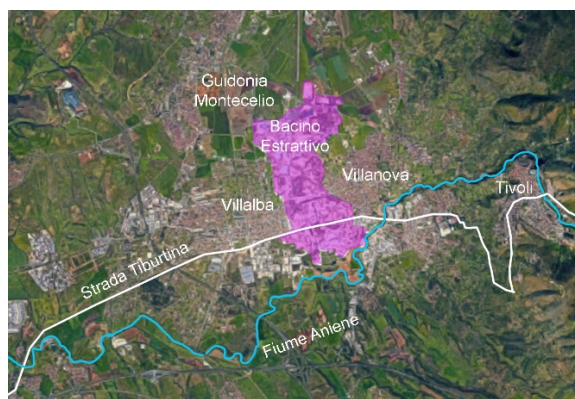 Guidonia
Montecelio
Bacino
Estrattivo
Villanova
Tivoli
Villalba
Strada Tiburtina
Fiume Aniene